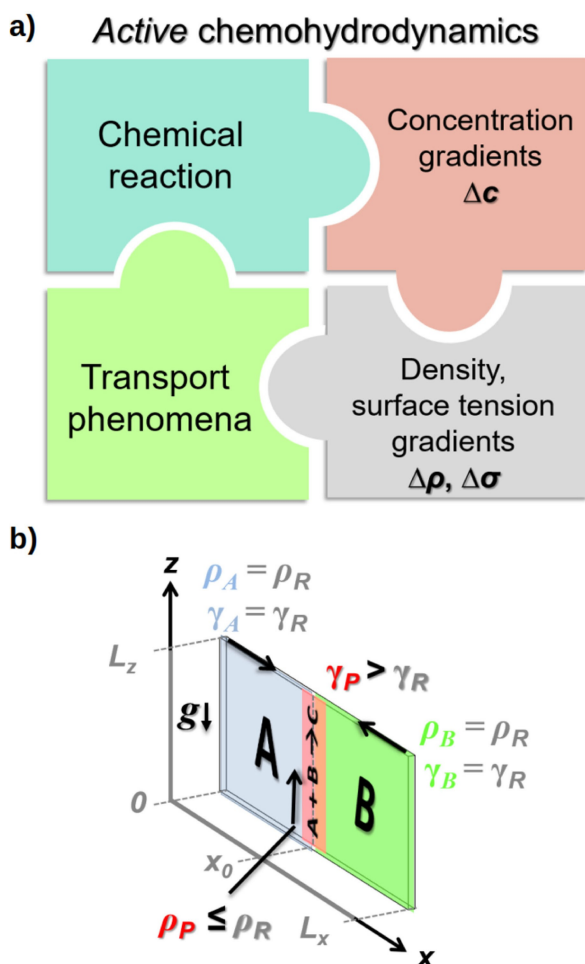 a)
Active chemohydrodynamics
Chemical
reaction
Concentration
gradients
Δc
Transport
phenomena
Density,
surface tension
gradients
Δρ, Δσ
b)
z
ρA = ρR
γA = γR
Lz
γP > γR
g↓
A
A + B → C
B
ρB = ρR
γB = γR
0
x0
ρP ≤ ρR
Lx
x